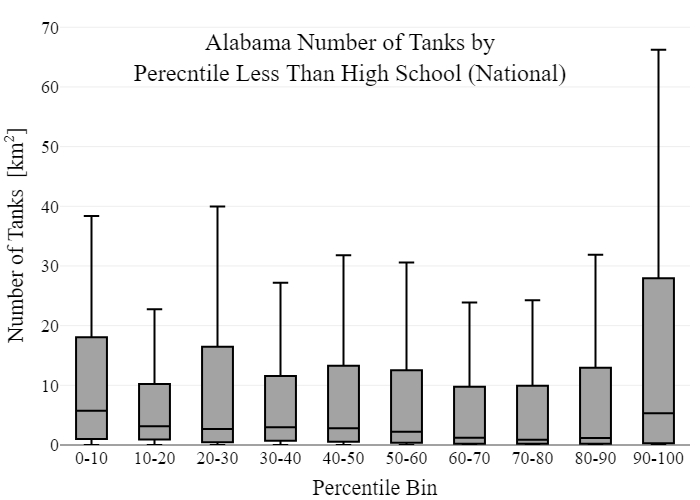 Alabama Number of Tanks by
Perecntile Less Than High School (National)
Number of Tanks [km²]
70
60
50
40
30
20
10
0
0-10 10-20 20-30 30-40 40-50 50-60 60-70 70-80 80-90 90-100
Percentile Bin